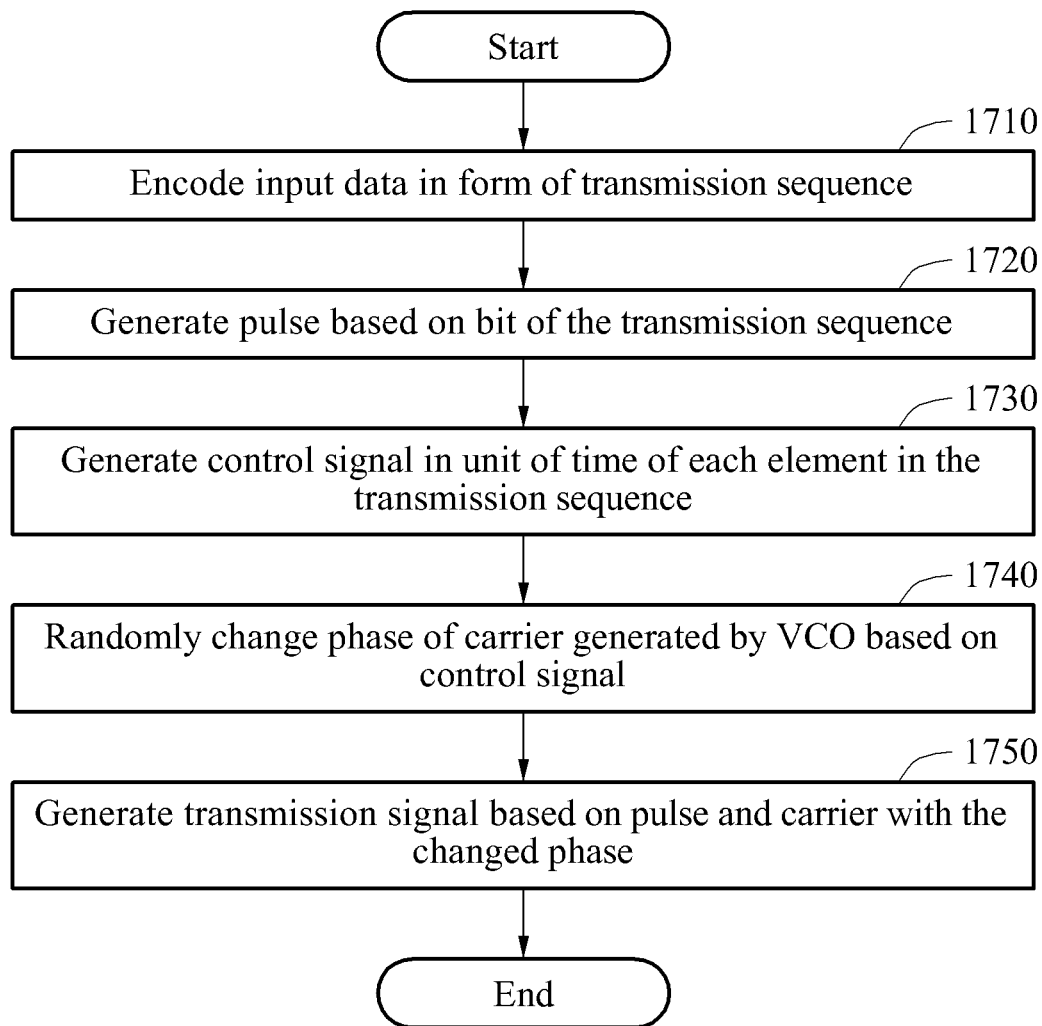 Start
1710
Encode input data in form of transmission sequence
1720
Generate pulse based on bit of the transmission sequence
1730
Generate control signal in unit of time of each element in the
transmission sequence
1740
Randomly change phase of carrier generated by VCO based on
control signal
1750
Generate transmission signal based on pulse and carrier with the
changed phase
End